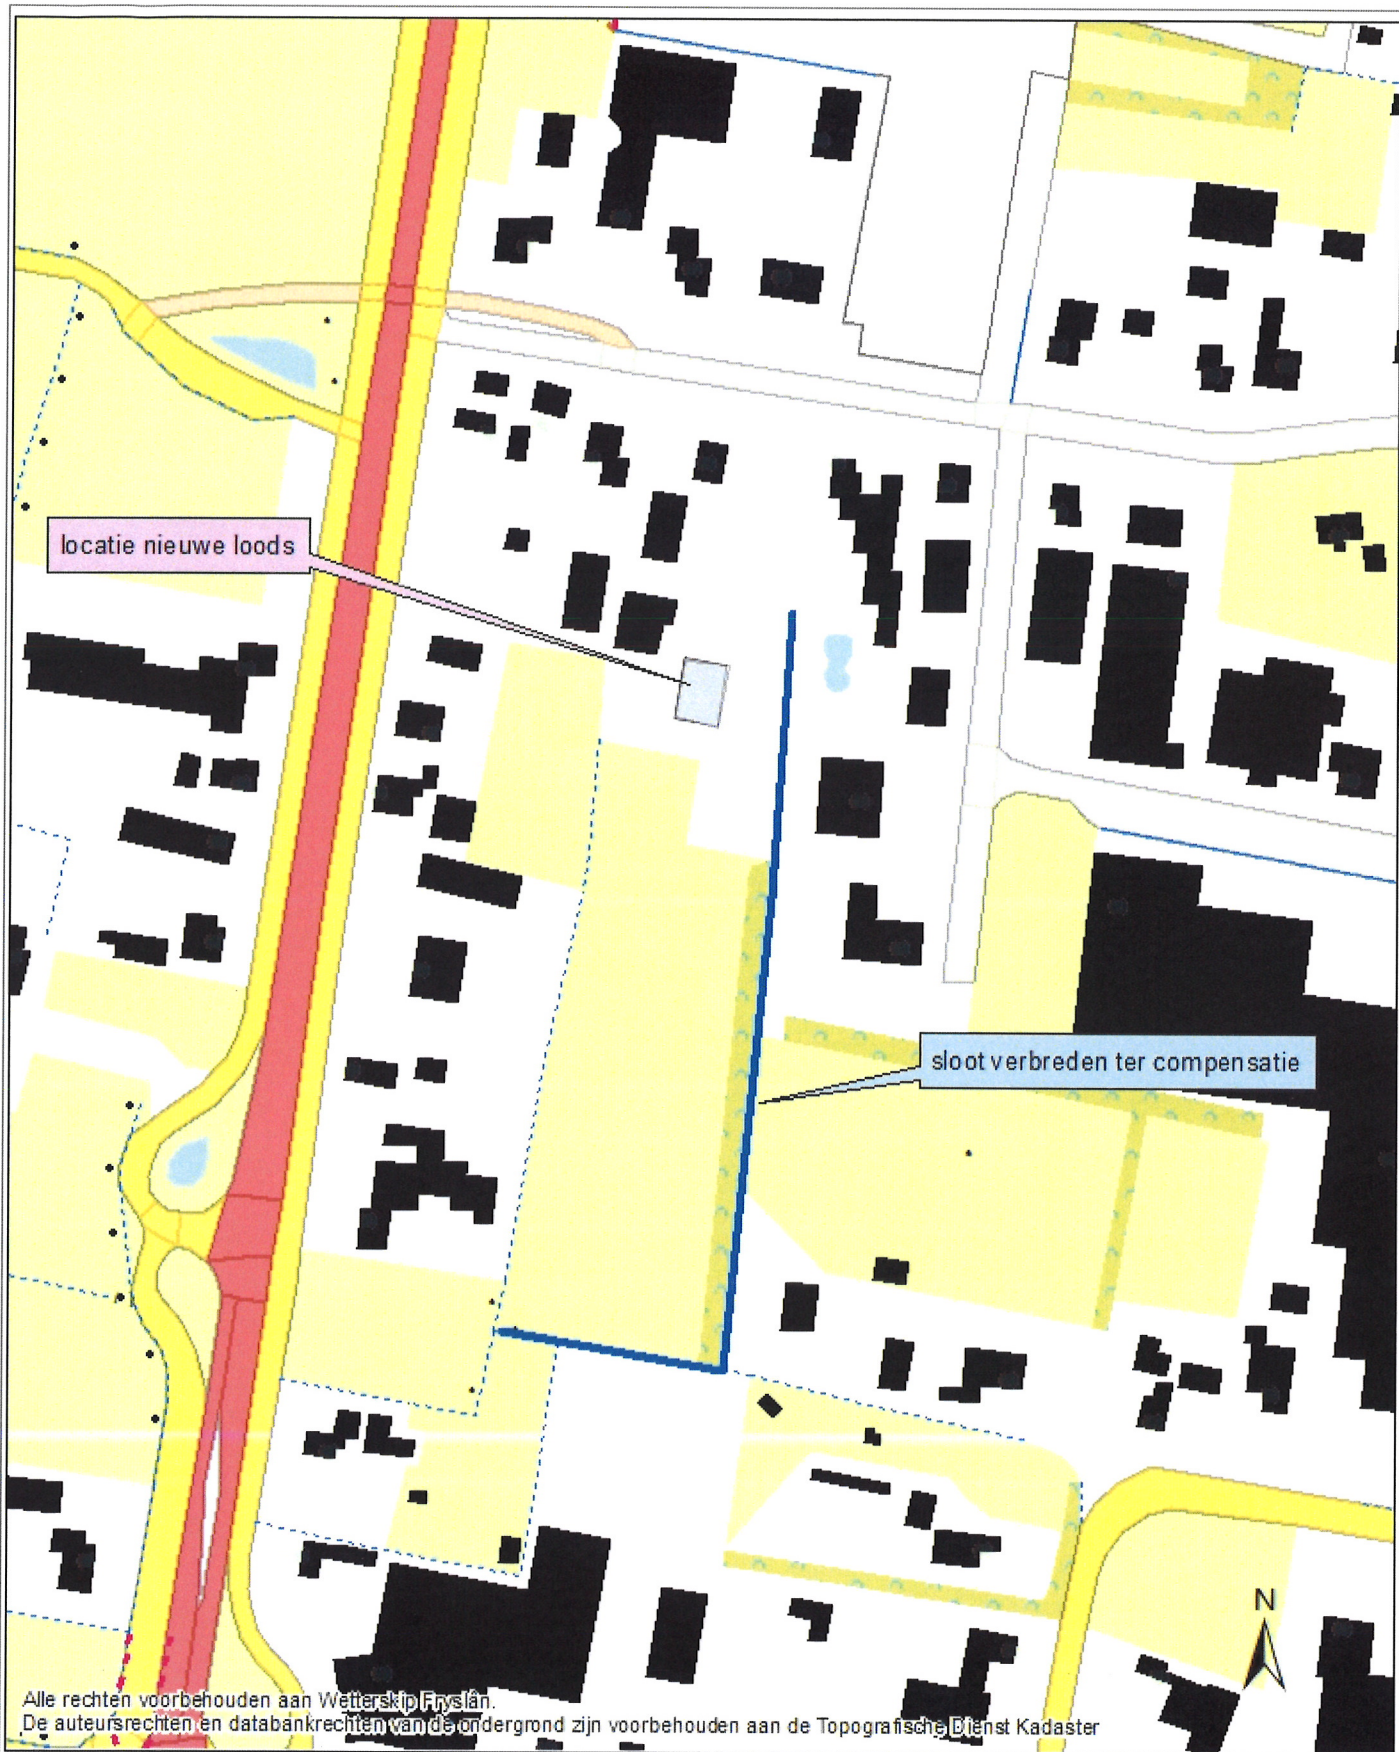 locatie nieuwe loods
sloot verbreden ter compensatie
N
Alle rechten voorbehouden aan Wetterskip Fryslân.
De auteursrechten en databankrechten van de ondergrond zijn voorbehouden aan de Topografische Dienst Kadaster